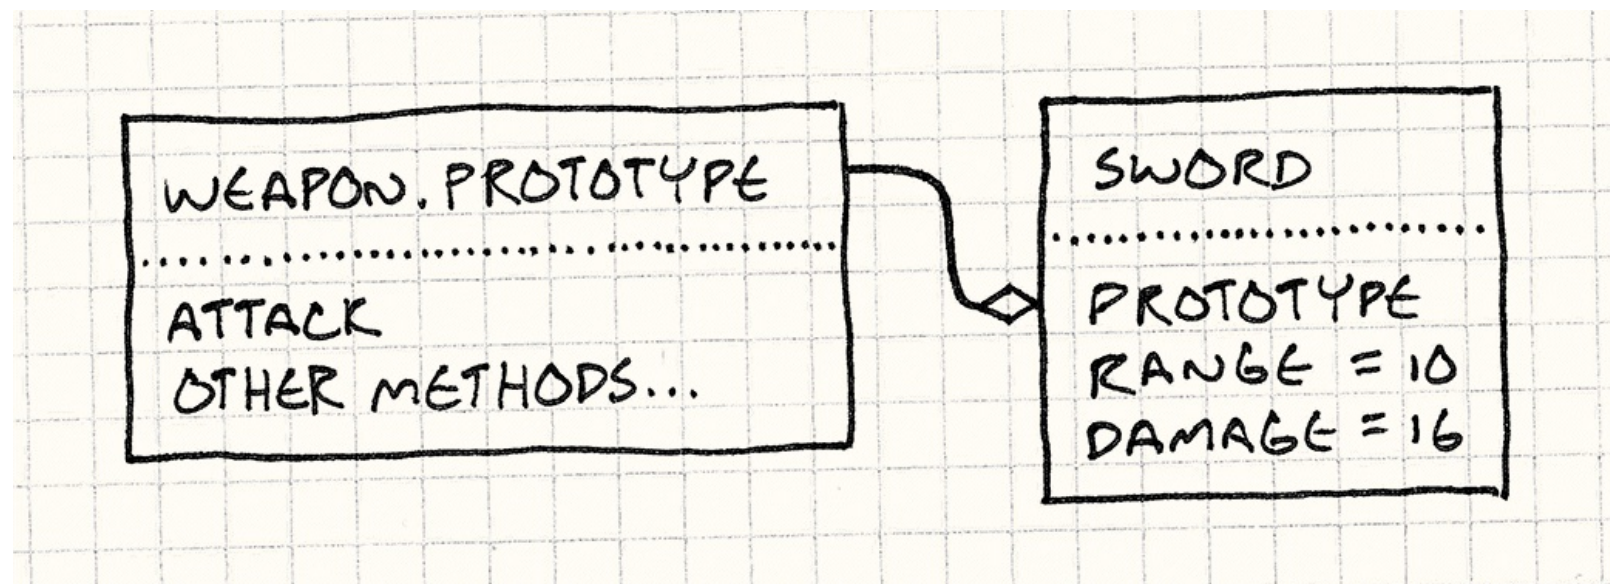 WEAPON.PROTOTYPE
ATTACK
OTHER METHODS...
SWORD
PROTOTYPE
RANGE = 10
DAMAGE = 16